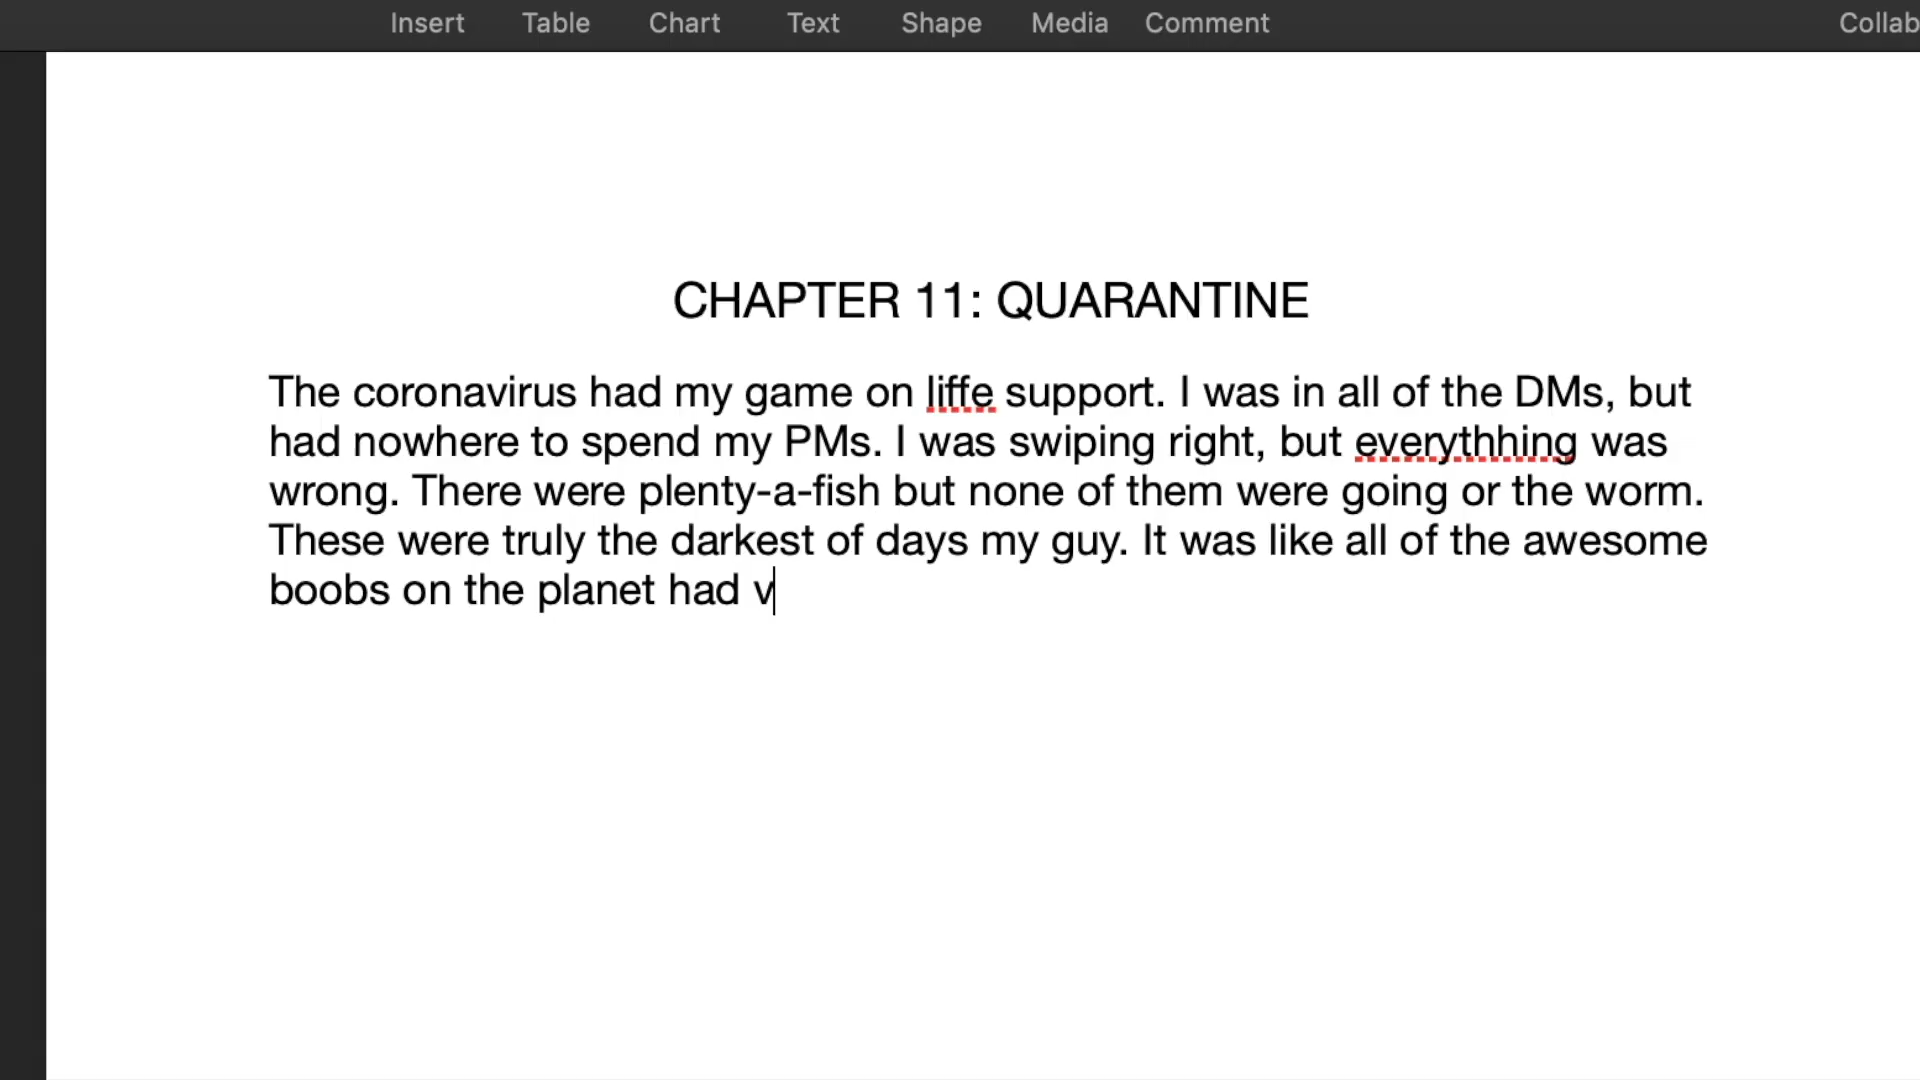 Insert Table Chart Text Shape Media Comment Collab
CHAPTER 11: QUARANTINE
The coronavirus had my game on liffe support. I was in all of the DMs, but
had nowhere to spend my PMs. I was swiping right, but everythhing was
wrong. There were plenty-a-fish but none of them were going or the worm.
These were truly the darkest of days my guy. It was like all of the awesome
boobs on the planet had v